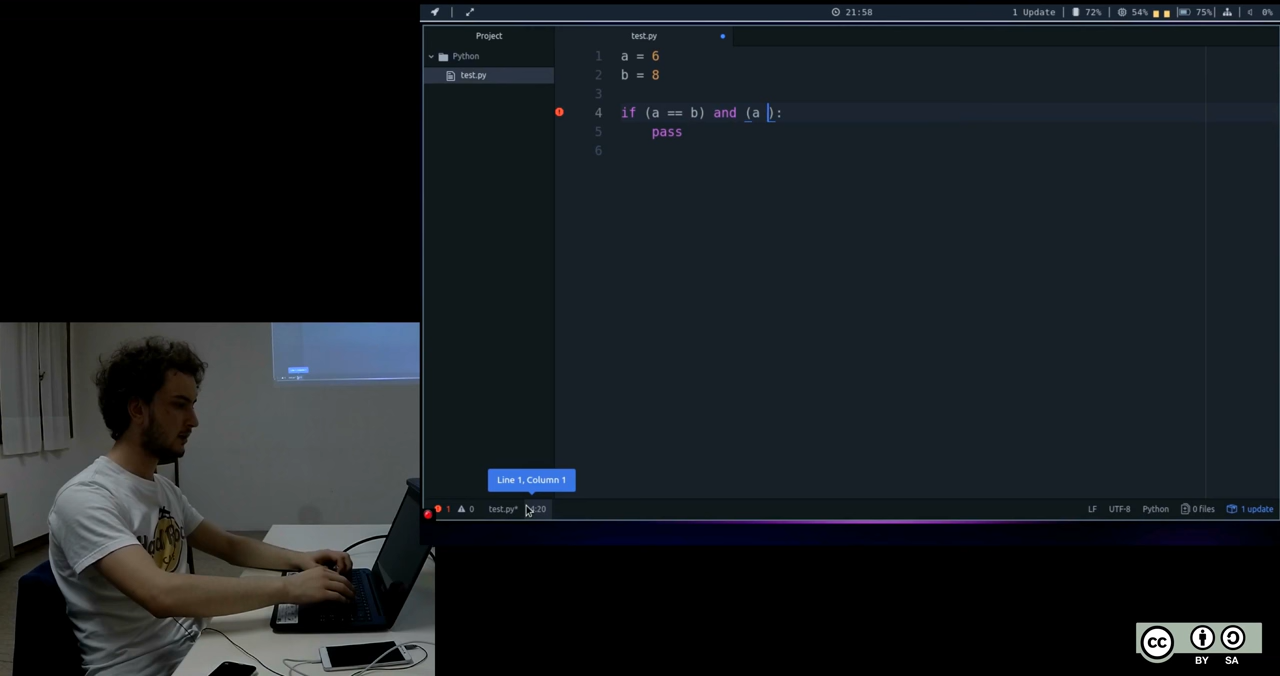 21:58
1 Update
72%
54%
75%
0%
Project
test.py
Python
test.py
1 a = 6
2 b = 8
3
4 if (a == b) and (a ):
5 pass
6
Line 1, Column 1
1 0 test.py* :20
LF UTF-8 Python 0 files 1 update
cc
BY SA